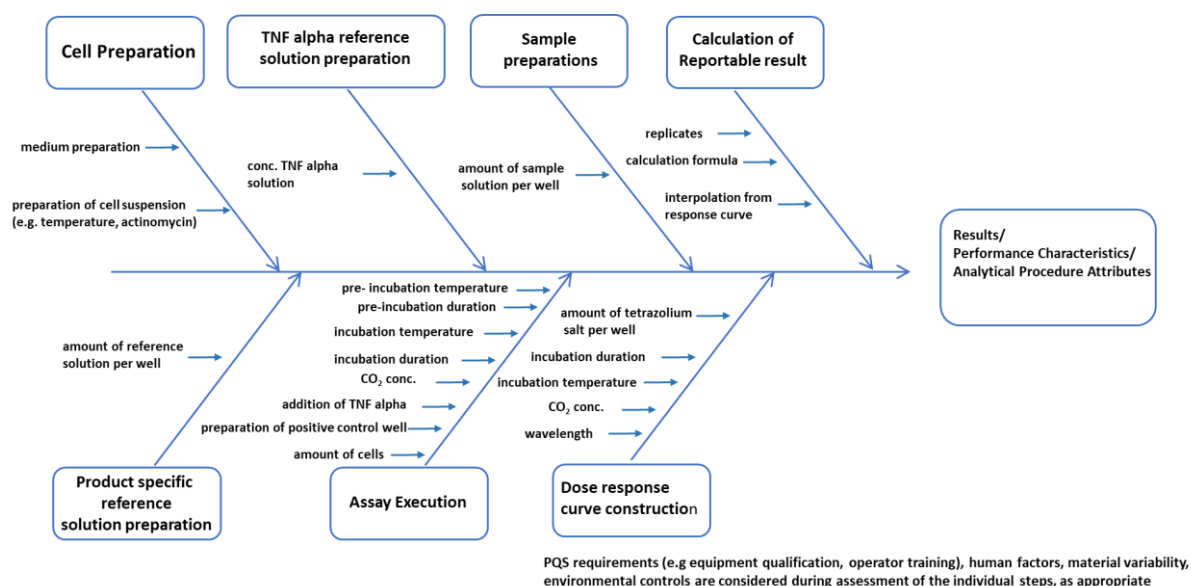 Cell Preparation
TNF alpha reference
solution preparation
Sample
preparations
Calculation of
Reportable result
medium preparation
preparation of cell suspension
(e.g. temperature, actinomycin)
conc. TNF alpha
solution
amount of sample
solution per well
replicates
calculation formula
interpolation from
response curve
Results/
Performance Characteristics/
Analytical Procedure Attributes
amount of reference
solution per well
pre- incubation temperature
pre-incubation duration
incubation temperature
incubation duration
CO₂ conc.
addition of TNF alpha
preparation of positive control well
amount of cells
amount of tetrazolium
salt per well
incubation duration
incubation temperature
CO₂ conc.
wavelength
Product specific
reference
solution preparation
Assay Execution
Dose response
curve construction
PQS requirements (e.g equipment qualification, operator training), human factors, material variability,
environmental controls are considered during assessment of the individual steps, as appropriate